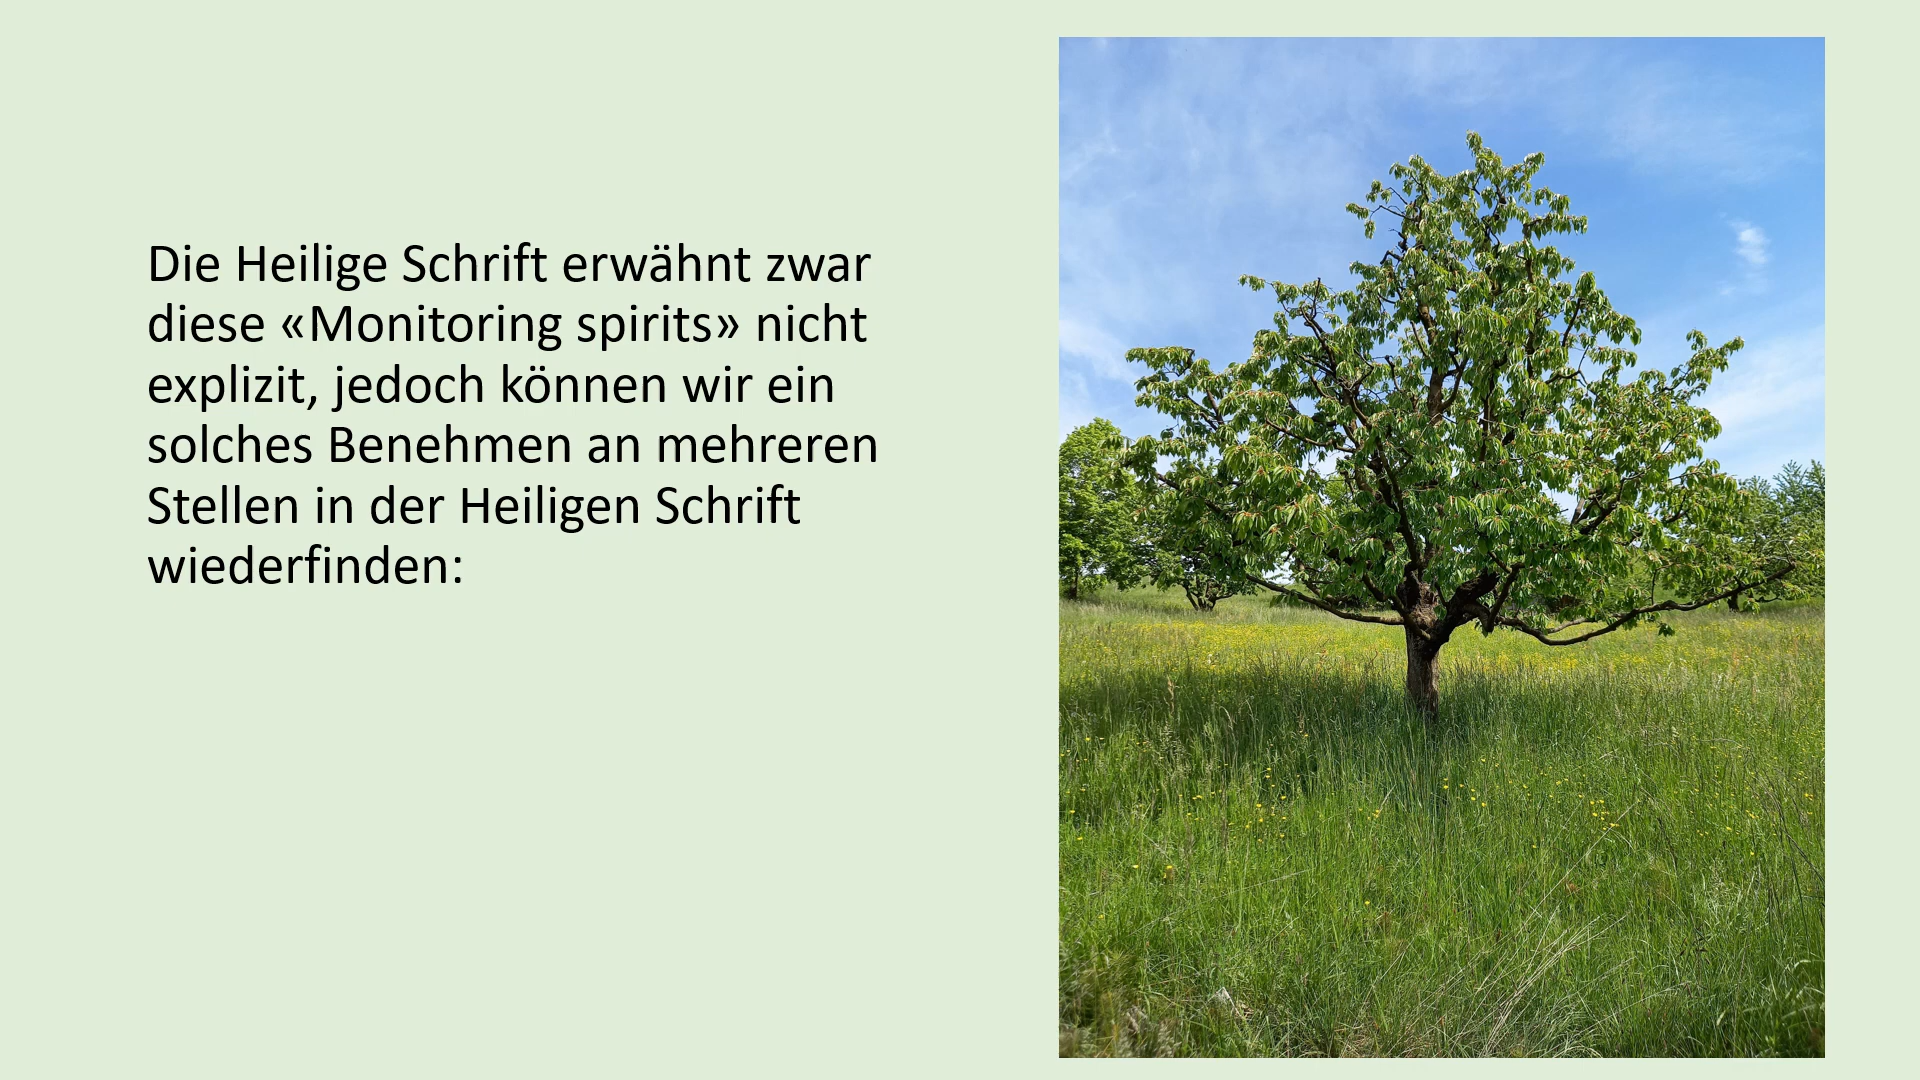 Die Heilige Schrift erwähnt zwar
diese «Monitoring spirits» nicht
explizit, jedoch können wir ein
solches Benehmen an mehreren
Stellen in der Heiligen Schrift
wiederfinden: